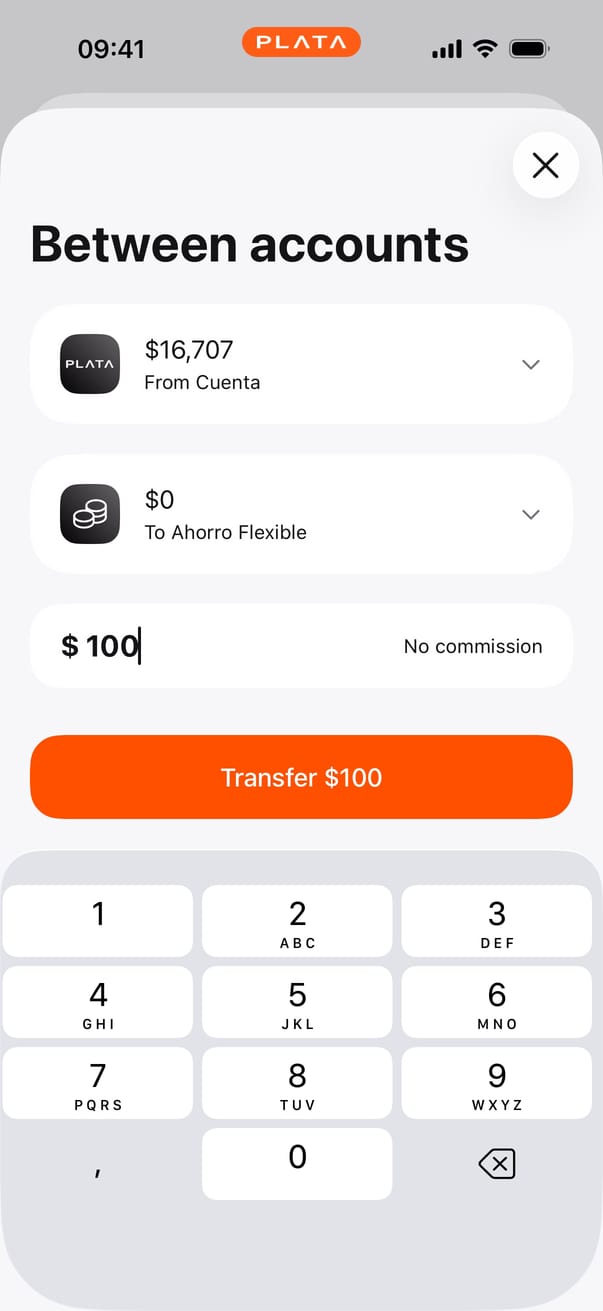 09:41
PLATA
Between accounts
PLATA
$16,707
From Cuenta
$0
To Ahorro Flexible
$ 100
No commission
Transfer $100
1
2
ABC
3
DEF
4
GHI
5
JKL
6
MNO
7
PQRS
8
TUV
9
WXYZ
,
0